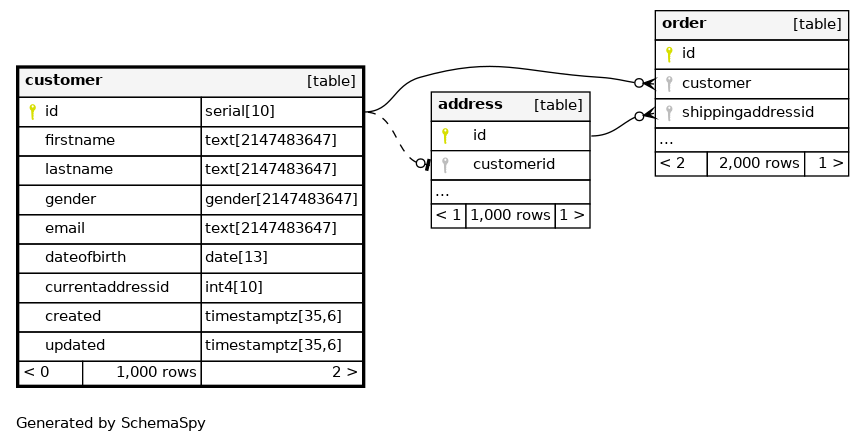 customer [table]
id serial[10]
firstname text[2147483647]
lastname text[2147483647]
gender gender[2147483647]
email text[2147483647]
dateofbirth date[13]
currentaddressid int4[10]
created timestamptz[35,6]
updated timestamptz[35,6]
< 0 1,000 rows 2 >
address [table]
id
customerid
...
< 1 1,000 rows 1 >
order [table]
id
customer
shippingaddressid
...
< 2 2,000 rows 1 >
Generated by SchemaSpy